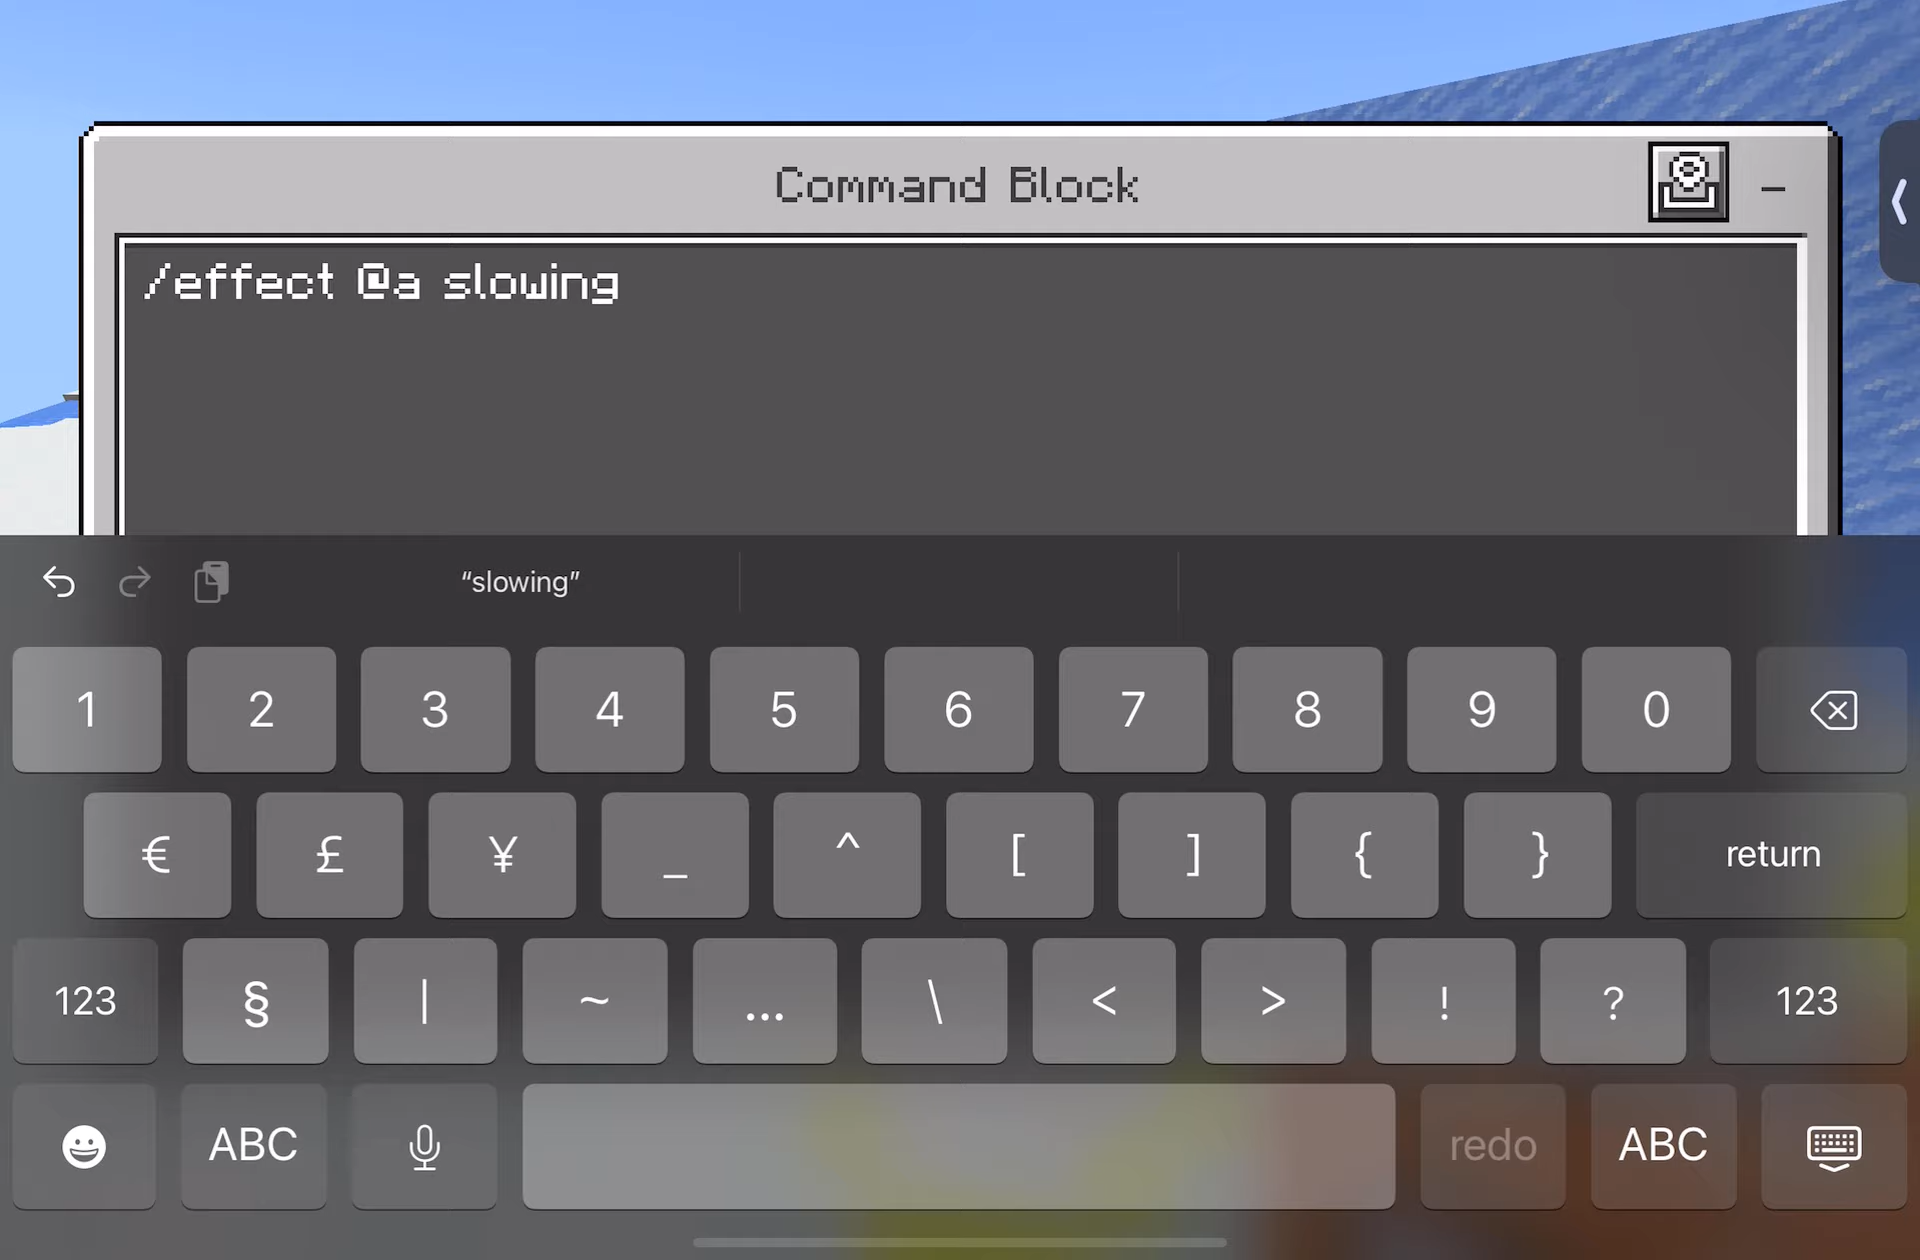 Command Block
/effect @a slowing
“slowing”
1 2 3 4 5 6 7 8 9 0
€ £ ¥ _ ^ [ ] { } return
123 § | ~ … \ < > ! ? 123
ABC redo ABC